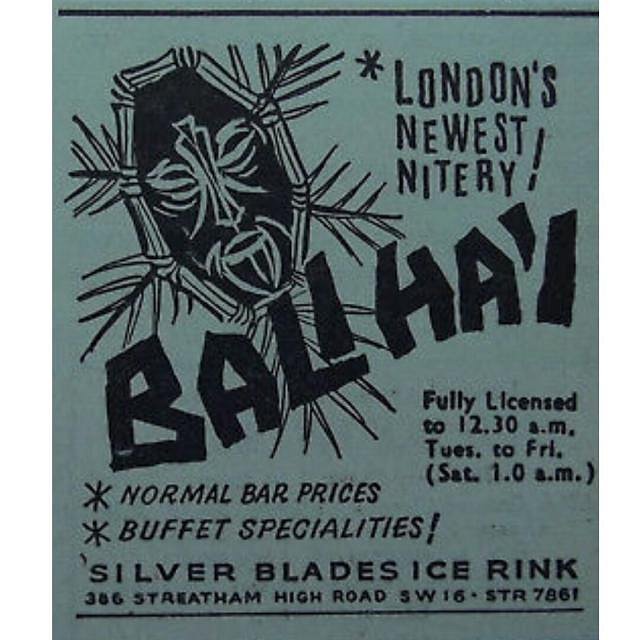 * LONDON'S
NEWEST
NITERY!
BALI HA'I
Fully Licensed
to 12.30 a.m.
Tues. to Fri.
(Sat. 1.0 a.m.)
* NORMAL BAR PRICES
* BUFFET SPECIALITIES!
'SILVER BLADES ICE RINK
386 STREATHAM HIGH ROAD SW16 · STR 7861